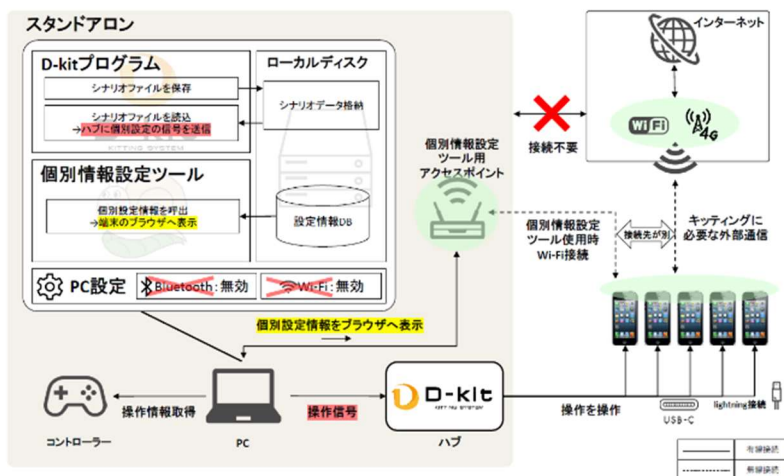 スタンドアロン
D-kitプログラム
シナリオファイルを保存
シナリオファイルを読込
→ハブに個別設定の信号を送信
KITTING SYSTEM
ローカルディスク
シナリオデータ格納
個別情報設定ツール
個別設定情報を呼出
→端末のブラウザへ表示
設定情報DB
PC設定
Bluetooth:無効
Wi-Fi:無効
個別情報設定
ツール用
アクセスポイント
接続不要
インターネット
WiFi
4G
個別情報設定
ツール使用時
Wi-Fi接続
接続先が別
キッティングに
必要な外部通信
個別設定情報をブラウザへ表示
操作情報取得
操作信号
D-kit
KITTING SYSTEM
操作を操作
USB-C
lightning接続
コントローラー
PC
ハブ
有線接続
無線接続